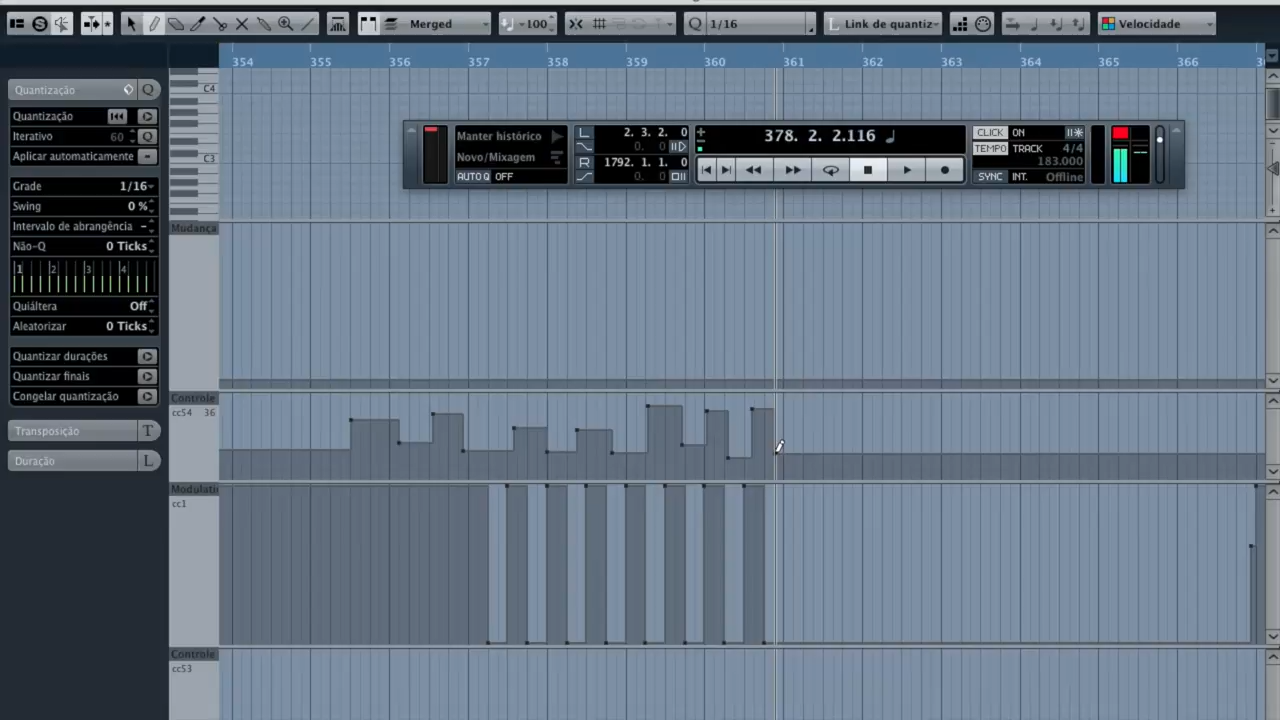 Merged 100 Q 1/16 L Link de quantiz Velocidade
354 355 356 357 358 359 360 361 362 363 364 365 366
Quantização Q
Quantização
Iterativo 60 Q
Aplicar automaticamente
Grade 1/16
Swing 0 %
Intervalo de abrangência -
Não-Q 0 Ticks
1 2 3 4
Quiáltera Off
Aleatorizar 0 Ticks
Quantizar durações
Quantizar finais
Congelar quantização
Transposição T
Duração L
C4
C3
Manter histórico
Novo/Mixagem
AUTO Q OFF
L 2. 3. 2. 0
0. 0
R 1792. 1. 1. 0
0. 0
378. 2. 2.116
CLICK ON
TEMPO TRACK 4/4
183.000
SYNC INT. Offline
Mudança
Controle
cc54 36
Modulati
cc1
Controle
cc53